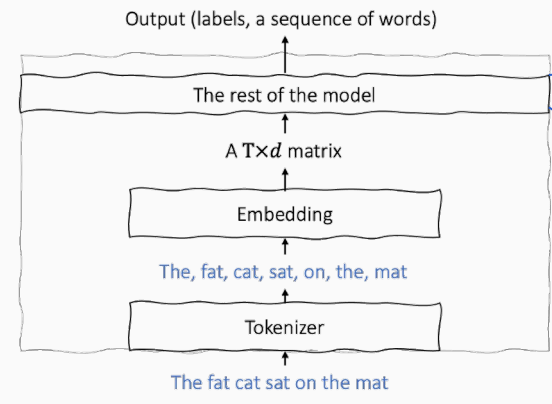 Output (labels, a sequence of words)
The rest of the model
A T×d matrix
Embedding
The, fat, cat, sat, on, the, mat
Tokenizer
The fat cat sat on the mat